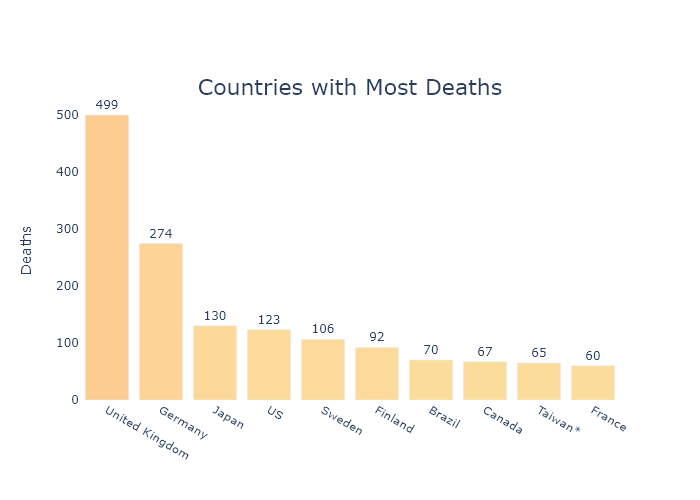 Countries with Most Deaths
Deaths
500
400
300
200
100
0
499
274
130
123
106
92
70
67
65
60
United Kingdom
Germany
Japan
US
Sweden
Finland
Brazil
Canada
Taiwan*
France